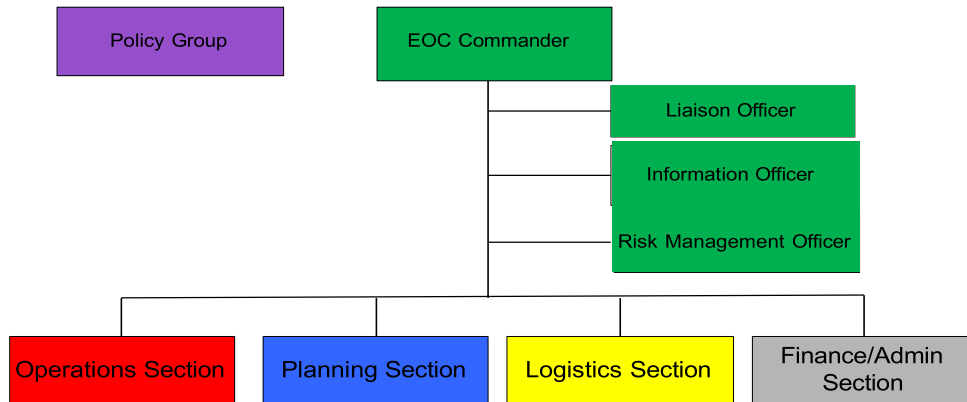 Policy Group
EOC Commander
Liaison Officer
Information Officer
Risk Management Officer
Operations Section
Planning Section
Logistics Section
Finance/Admin
Section